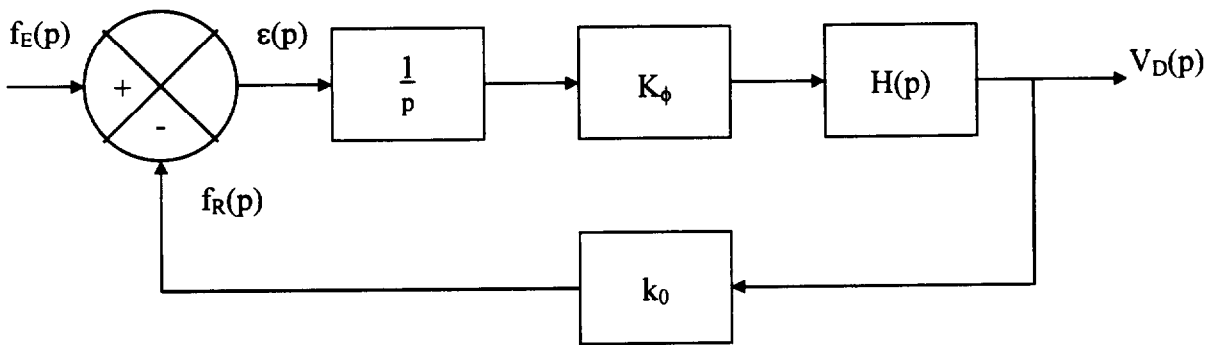 f_E(p)
ε(p)
V_D(p)
+
-
1
p
K_ϕ
H(p)
f_R(p)
k_0